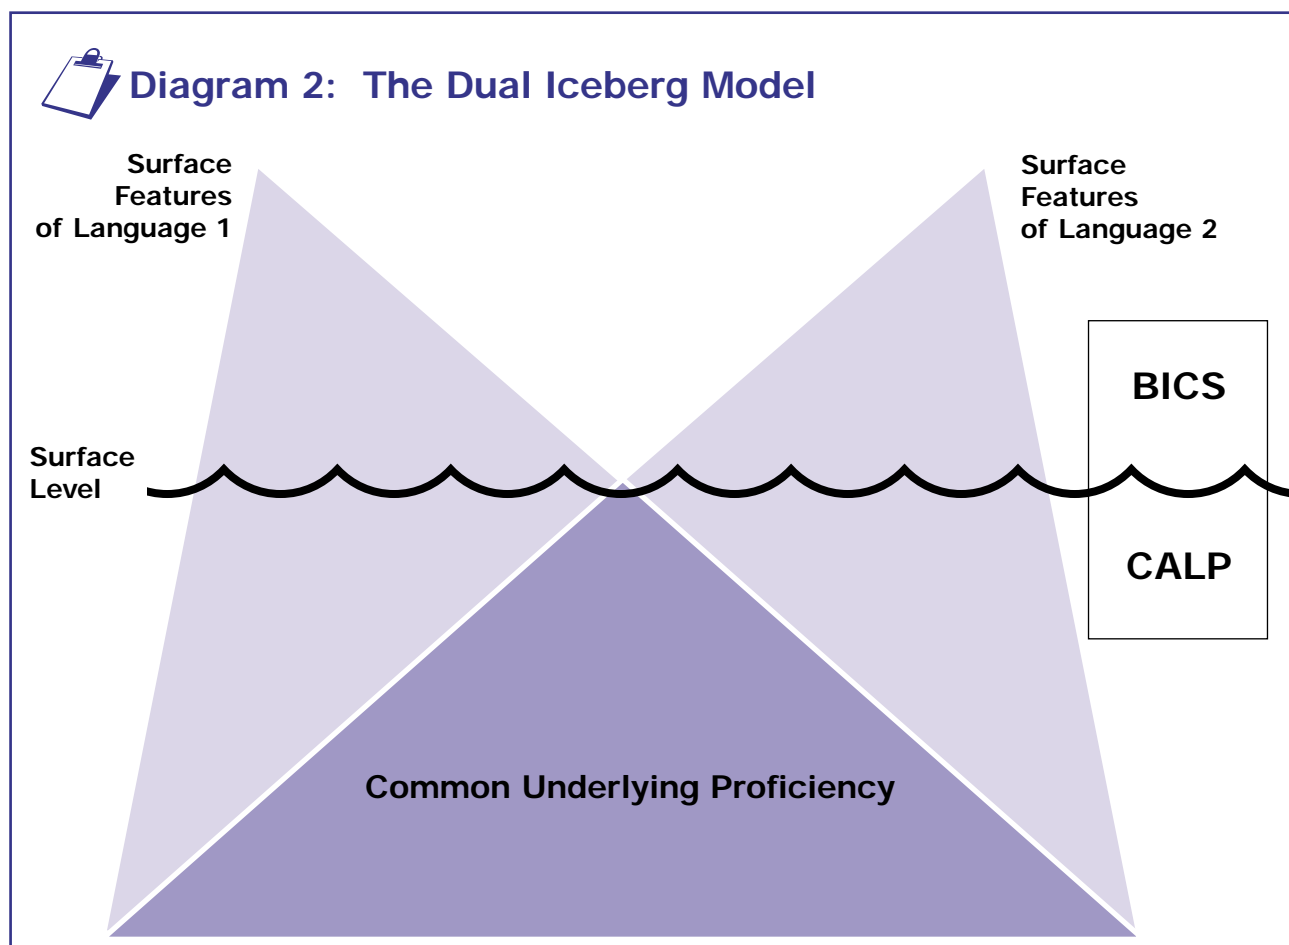 Diagram 2: The Dual Iceberg Model
Surface
Features
of Language 1
Surface
Features
of Language 2
BICS
Surface
Level
CALP
Common Underlying Proficiency